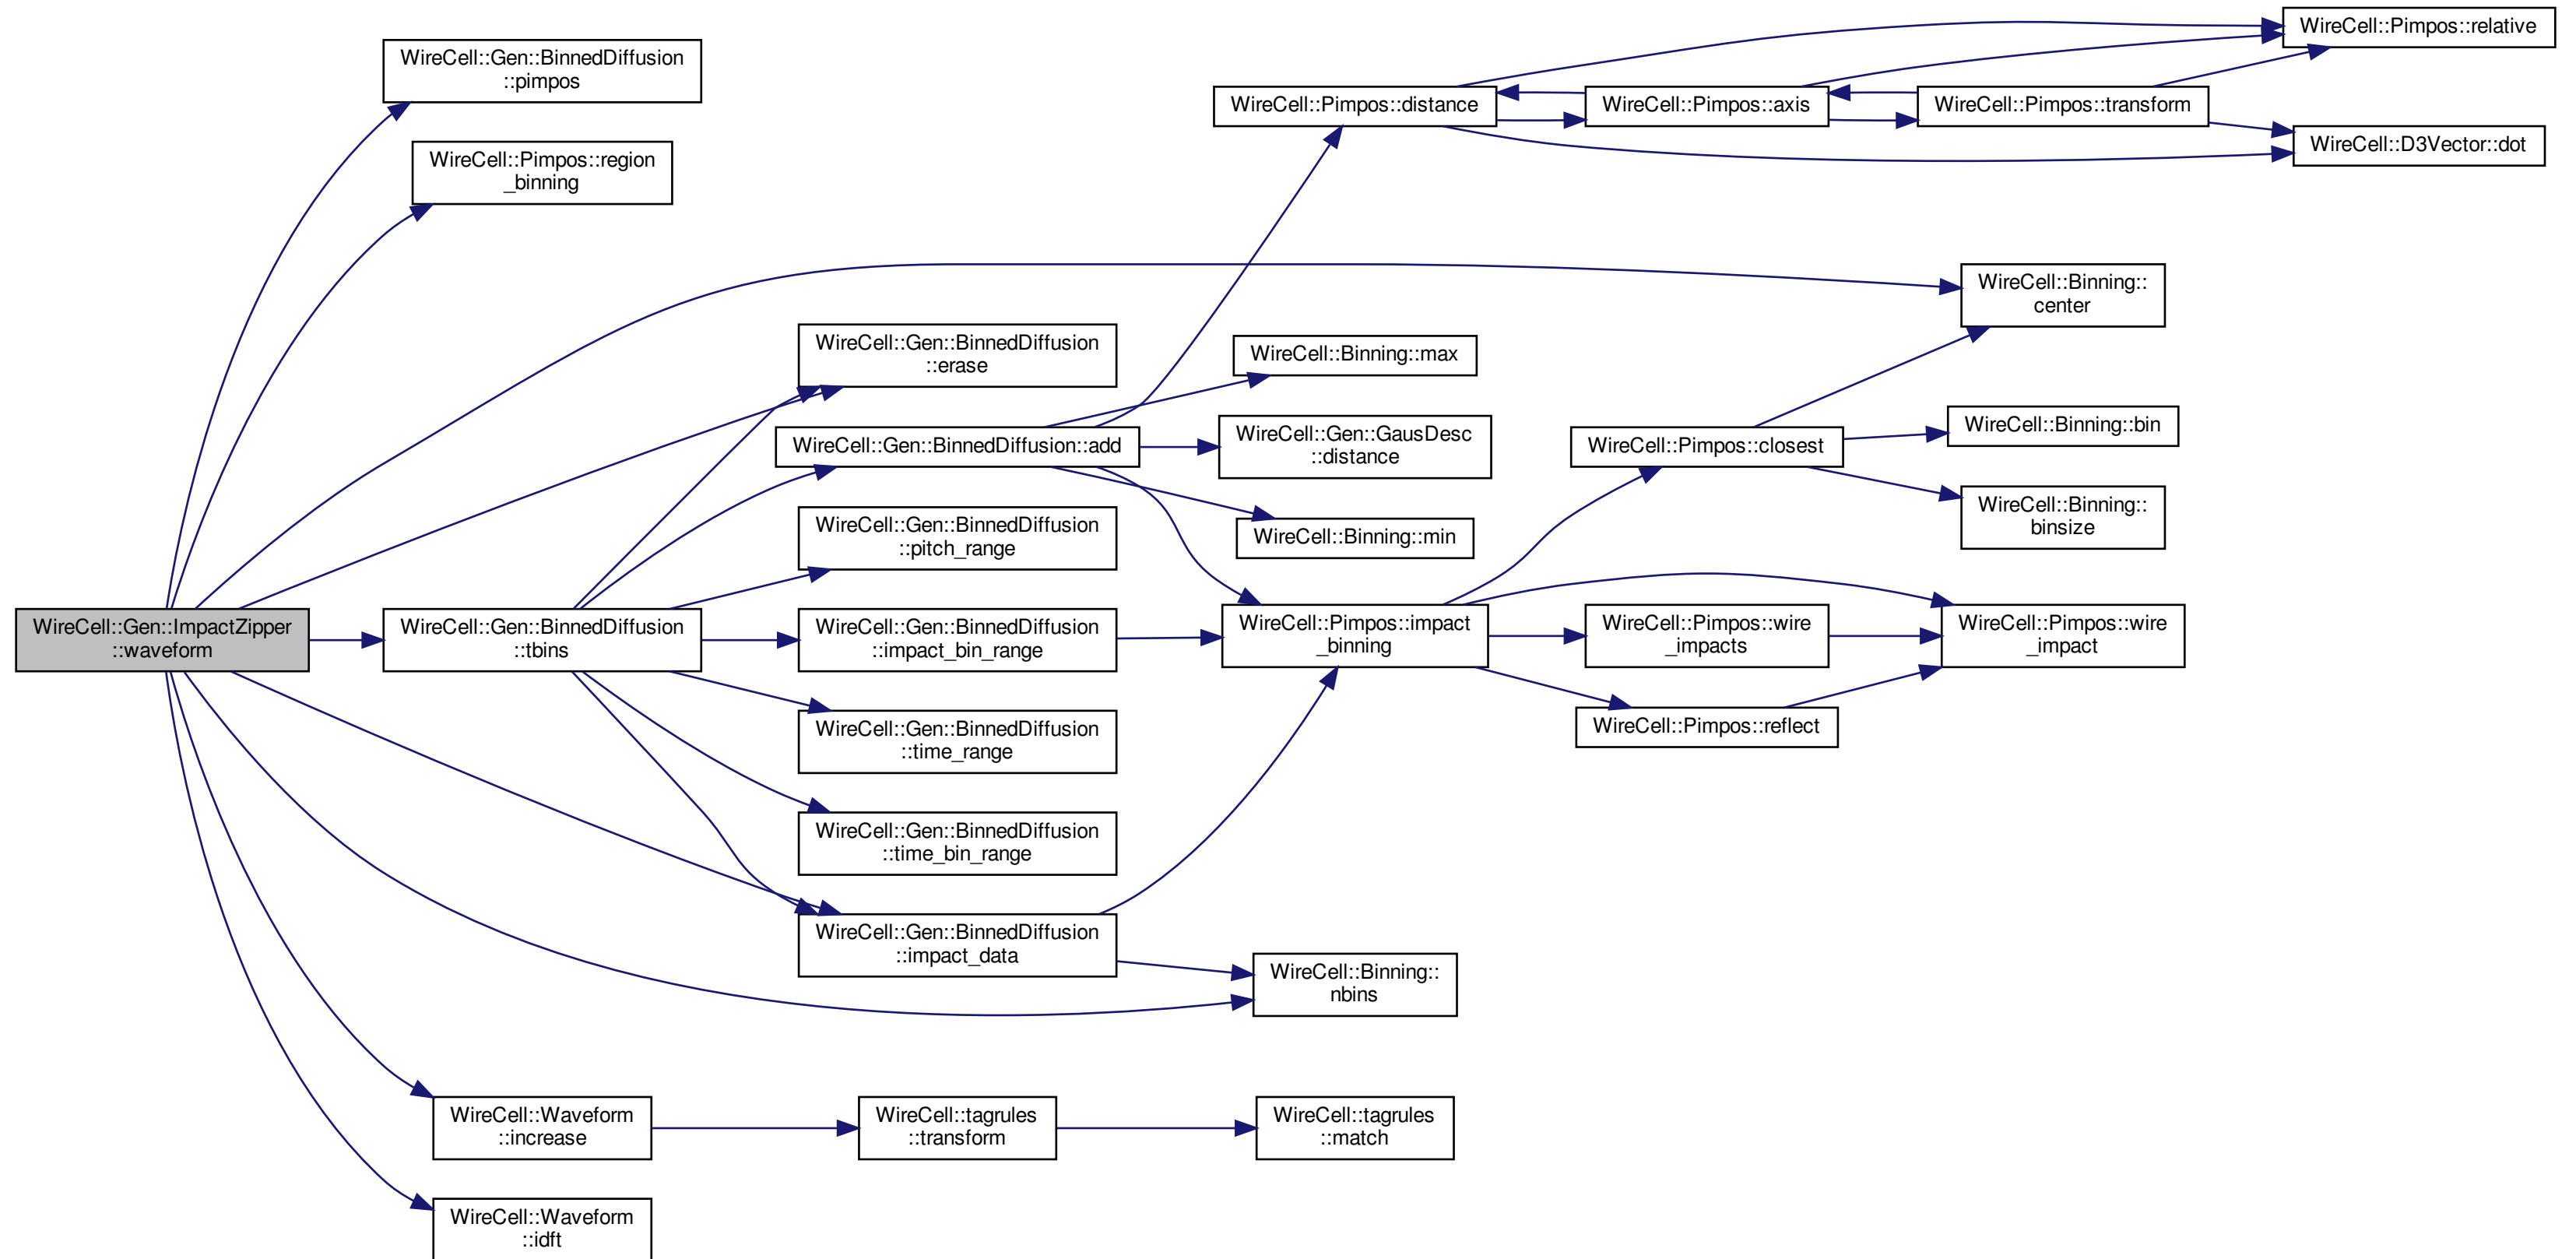 WireCell::Pimpos::relative
WireCell::Gen::BinnedDiffusion
::pimpos
WireCell::Pimpos::distance
WireCell::Pimpos::axis
WireCell::Pimpos::transform
WireCell::D3Vector::dot
WireCell::Pimpos::region
_binning
WireCell::Binning::
center
WireCell::Gen::BinnedDiffusion
::erase
WireCell::Binning::max
WireCell::Gen::BinnedDiffusion::add
WireCell::Gen::GausDesc
::distance
WireCell::Pimpos::closest
WireCell::Binning::bin
WireCell::Gen::BinnedDiffusion
::pitch_range
WireCell::Binning::min
WireCell::Binning::
binsize
WireCell::Gen::ImpactZipper
::waveform
WireCell::Gen::BinnedDiffusion
::tbins
WireCell::Gen::BinnedDiffusion
::impact_bin_range
WireCell::Pimpos::impact
_binning
WireCell::Pimpos::wire
_impacts
WireCell::Pimpos::wire
_impact
WireCell::Gen::BinnedDiffusion
::time_range
WireCell::Pimpos::reflect
WireCell::Gen::BinnedDiffusion
::time_bin_range
WireCell::Gen::BinnedDiffusion
::impact_data
WireCell::Binning::
nbins
WireCell::Waveform
::increase
WireCell::tagrules
::transform
WireCell::tagrules
::match
WireCell::Waveform
::idft